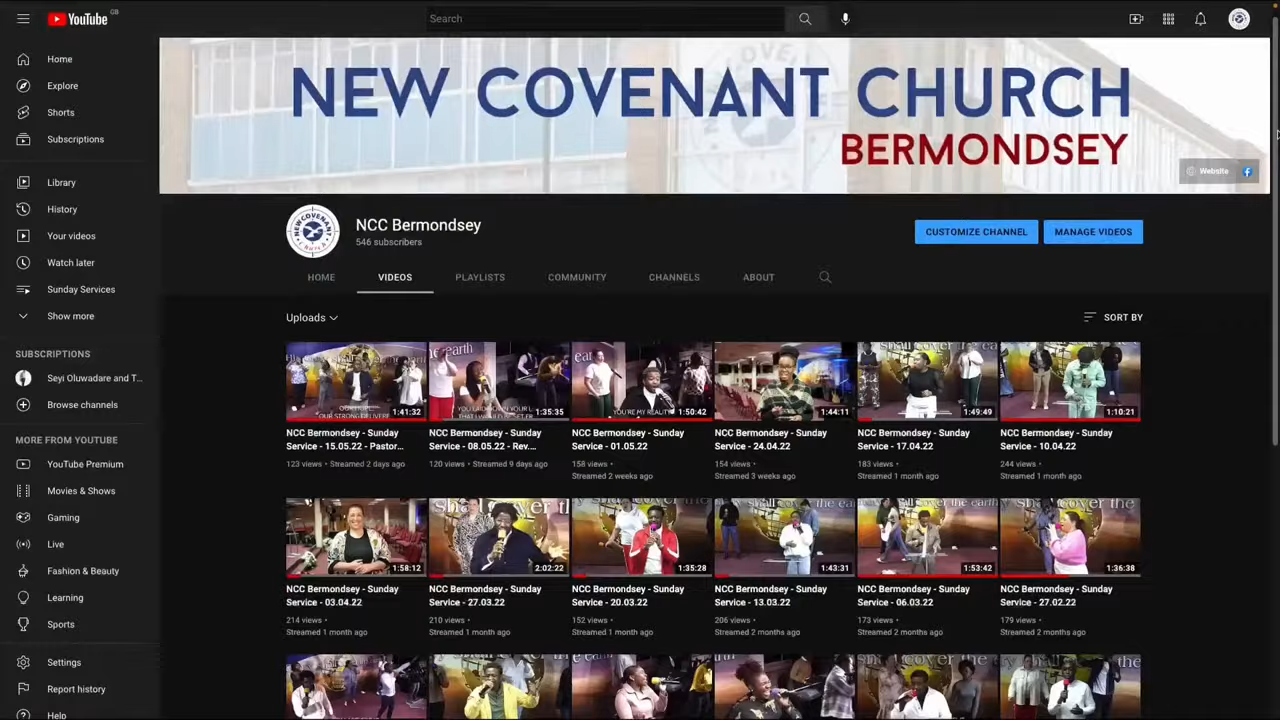 YouTube GB
Search
Home
Explore
Shorts
Subscriptions
Library
History
Your videos
Watch later
Sunday Services
Show more
SUBSCRIPTIONS
Seyi Oluwadare and T...
Browse channels
MORE FROM YOUTUBE
YouTube Premium
Movies & Shows
Gaming
Live
Fashion & Beauty
Learning
Sports
Settings
Report history
Help
NEW COVENANT CHURCH
BERMONDSEY
Website
NEW COVENANT
CHURCH
NCC Bermondsey
546 subscribers
CUSTOMIZE CHANNEL
MANAGE VIDEOS
HOME VIDEOS PLAYLISTS COMMUNITY CHANNELS ABOUT
Uploads
SORT BY
1:41:32
NCC Bermondsey - Sunday
Service - 15.05.22 - Pastor...
123 views • Streamed 2 days ago
1:35:35
NCC Bermondsey - Sunday
Service - 08.05.22 - Rev....
120 views • Streamed 9 days ago
YOU'RE MY REALITY
1:50:42
NCC Bermondsey - Sunday
Service - 01.05.22
158 views •
Streamed 2 weeks ago
1:44:11
NCC Bermondsey - Sunday
Service - 24.04.22
154 views •
Streamed 3 weeks ago
1:49:49
NCC Bermondsey - Sunday
Service - 17.04.22
183 views •
Streamed 1 month ago
1:10:21
NCC Bermondsey - Sunday
Service - 10.04.22
244 views •
Streamed 1 month ago
1:58:12
NCC Bermondsey - Sunday
Service - 03.04.22
214 views •
Streamed 1 month ago
2:02:22
NCC Bermondsey - Sunday
Service - 27.03.22
210 views •
Streamed 1 month ago
1:35:28
NCC Bermondsey - Sunday
Service - 20.03.22
152 views •
Streamed 1 month ago
1:43:31
NCC Bermondsey - Sunday
Service - 13.03.22
206 views •
Streamed 2 months ago
1:53:42
NCC Bermondsey - Sunday
Service - 06.03.22
173 views •
Streamed 2 months ago
1:36:38
NCC Bermondsey - Sunday
Service - 27.02.22
179 views •
Streamed 2 months ago